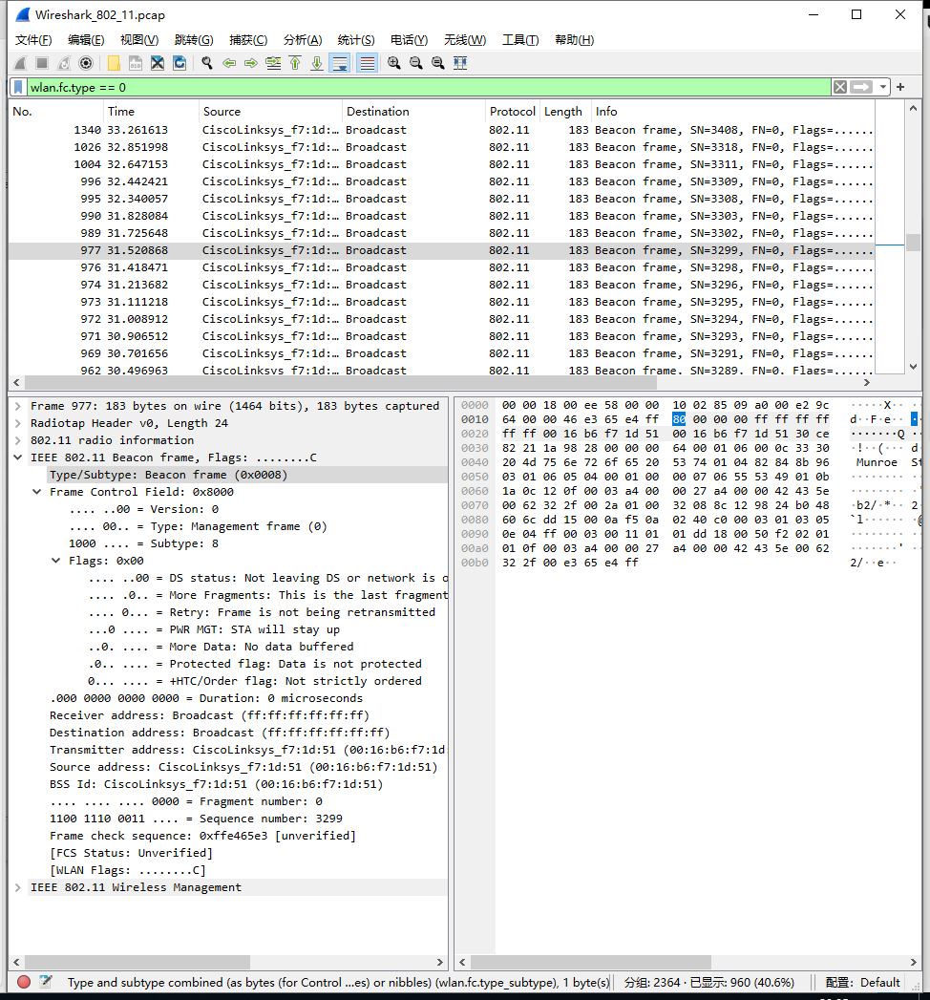 Wireshark_802_11.pcap
文件(F) 编辑(E) 视图(V) 跳转(G) 捕获(C) 分析(A) 统计(S) 电话(Y) 无线(W) 工具(T) 帮助(H)
wlan.fc.type == 0
No. Time Source Destination Protocol Length Info
1340 33.261613 CiscoLinksys_f7:1d:… Broadcast 802.11 183 Beacon frame, SN=3408, FN=0, Flags=......
1026 32.851998 CiscoLinksys_f7:1d:… Broadcast 802.11 183 Beacon frame, SN=3318, FN=0, Flags=......
1004 32.647153 CiscoLinksys_f7:1d:… Broadcast 802.11 183 Beacon frame, SN=3311, FN=0, Flags=......
996 32.442421 CiscoLinksys_f7:1d:… Broadcast 802.11 183 Beacon frame, SN=3309, FN=0, Flags=......
995 32.340057 CiscoLinksys_f7:1d:… Broadcast 802.11 183 Beacon frame, SN=3308, FN=0, Flags=......
990 31.828084 CiscoLinksys_f7:1d:… Broadcast 802.11 183 Beacon frame, SN=3303, FN=0, Flags=......
989 31.725648 CiscoLinksys_f7:1d:… Broadcast 802.11 183 Beacon frame, SN=3302, FN=0, Flags=......
977 31.520868 CiscoLinksys_f7:1d:… Broadcast 802.11 183 Beacon frame, SN=3299, FN=0, Flags=......
976 31.418471 CiscoLinksys_f7:1d:… Broadcast 802.11 183 Beacon frame, SN=3298, FN=0, Flags=......
974 31.213682 CiscoLinksys_f7:1d:… Broadcast 802.11 183 Beacon frame, SN=3296, FN=0, Flags=......
973 31.111218 CiscoLinksys_f7:1d:… Broadcast 802.11 183 Beacon frame, SN=3295, FN=0, Flags=......
972 31.008912 CiscoLinksys_f7:1d:… Broadcast 802.11 183 Beacon frame, SN=3294, FN=0, Flags=......
971 30.906512 CiscoLinksys_f7:1d:… Broadcast 802.11 183 Beacon frame, SN=3293, FN=0, Flags=......
969 30.701656 CiscoLinksys_f7:1d:… Broadcast 802.11 183 Beacon frame, SN=3291, FN=0, Flags=......
962 30.496963 CiscoLinksys_f7:1d:… Broadcast 802.11 183 Beacon frame, SN=3289, FN=0, Flags=......
Frame 977: 183 bytes on wire (1464 bits), 183 bytes captured
Radiotap Header v0, Length 24
802.11 radio information
IEEE 802.11 Beacon frame, Flags: ........C
Type/Subtype: Beacon frame (0x0008)
Frame Control Field: 0x8000
.... ..00 = Version: 0
.... 00.. = Type: Management frame (0)
1000 .... = Subtype: 8
Flags: 0x00
.... ..00 = DS status: Not leaving DS or network is o
.... .0.. = More Fragments: This is the last fragment
.... 0... = Retry: Frame is not being retransmitted
...0 .... = PWR MGT: STA will stay up
..0. .... = More Data: No data buffered
.0.. .... = Protected flag: Data is not protected
0... .... = +HTC/Order flag: Not strictly ordered
.000 0000 0000 0000 = Duration: 0 microseconds
Receiver address: Broadcast (ff:ff:ff:ff:ff:ff)
Destination address: Broadcast (ff:ff:ff:ff:ff:ff)
Transmitter address: CiscoLinksys_f7:1d:51 (00:16:b6:f7:1d:
Source address: CiscoLinksys_f7:1d:51 (00:16:b6:f7:1d:51)
BSS Id: CiscoLinksys_f7:1d:51 (00:16:b6:f7:1d:51)
.... .... .... 0000 = Fragment number: 0
1100 1110 0011 .... = Sequence number: 3299
Frame check sequence: 0xffe465e3 [unverified]
[FCS Status: Unverified]
[WLAN Flags: ........C]
IEEE 802.11 Wireless Management
0000 00 00 18 00 ee 58 00 00 10 02 85 09 a0 00 e2 9c ·····X··
0010 64 00 00 46 e3 65 e4 ff 80 00 00 00 ff ff ff ff d··F·e·· ·
0020 ff ff 00 16 b6 f7 1d 51 00 16 b6 f7 1d 51 30 ce ·······Q ··
0030 82 21 1a 98 28 00 00 00 64 00 01 06 00 0c 33 30 ·!··(··· d·
0040 20 4d 75 6e 72 6f 65 20 53 74 01 04 82 84 8b 96 Munroe St
0050 03 01 06 05 04 00 01 00 00 07 06 55 53 49 01 0b ········ ··
0060 1a 0c 12 0f 00 03 a4 00 00 27 a4 00 00 42 43 5e ········ ·'
0070 00 62 32 2f 00 2a 01 00 32 08 8c 12 98 24 b0 48 ·b2/·*·· 2·
0080 60 6c dd 15 00 0a f5 0a 02 40 c0 00 03 01 03 05 `l······ ·@
0090 0e 04 ff 00 03 00 11 01 01 dd 18 00 50 f2 02 01 ········ ··
00a0 01 0f 00 03 a4 00 00 27 a4 00 00 42 43 5e 00 62 ·······' ··
00b0 32 2f 00 e3 65 e4 ff 2/··e··
Type and subtype combined (as bytes (for Control ...es) or nibbles) (wlan.fc.type_subtype), 1 byte(s) 分组: 2364 · 已显示: 960 (40.6%) 配置: Default